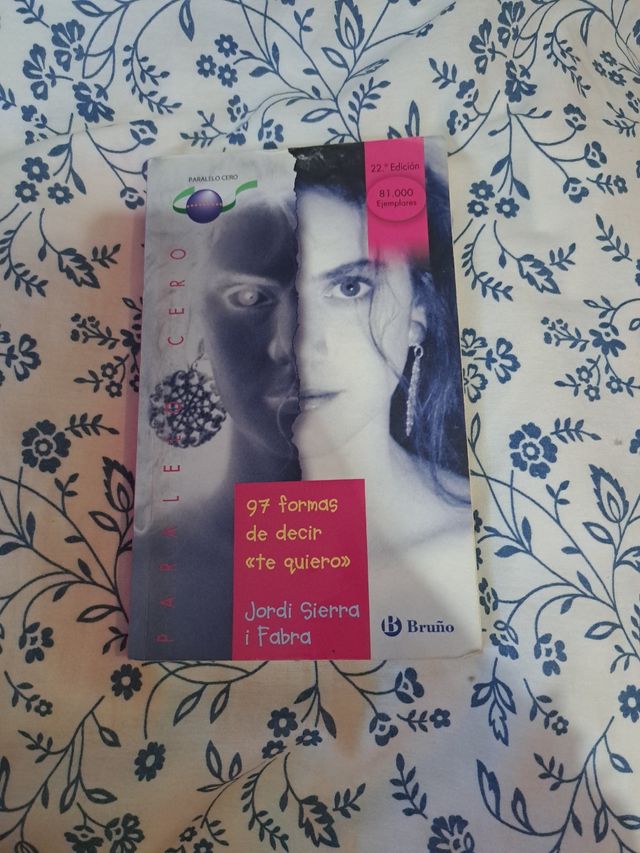 PARALELO CERO
22.ª Edición
81.000
Ejemplares
PARALELO CERO
97 formas
de decir
«te quiero»
Jordi Sierra
i Fabra
B Bruño